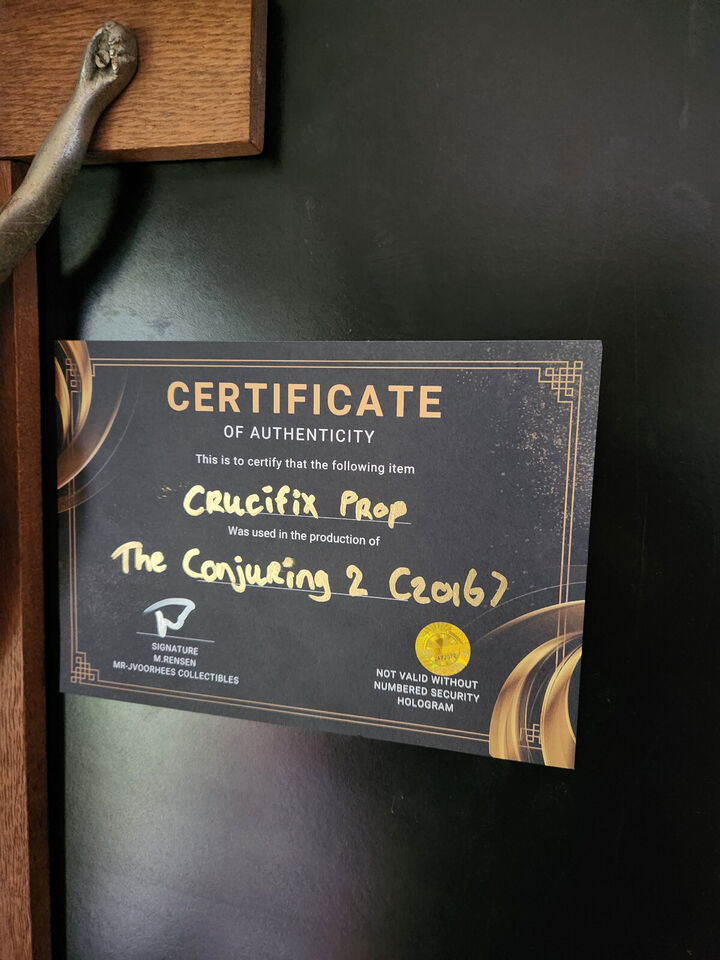 CERTIFICATE
OF AUTHENTICITY
This is to certify that the following item
CRucifix PRop
Was used in the production of
The ConjuRing 2 (2016)
SIGNATURE
M.RENSEN
MR-JVOORHEES COLLECTIBLES
NOT VALID WITHOUT
NUMBERED SECURITY
HOLOGRAM